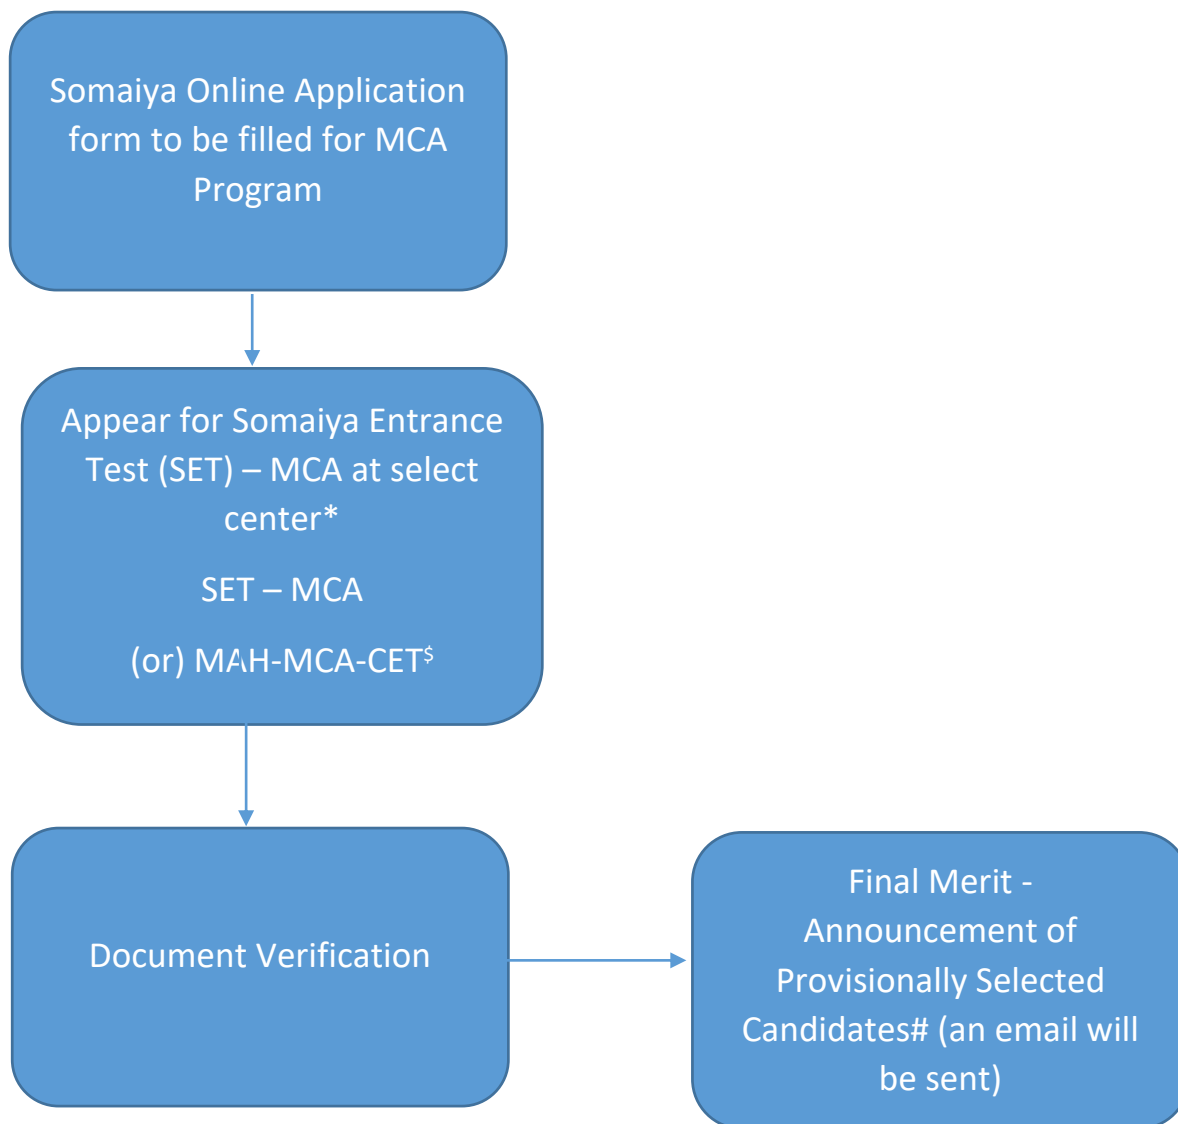 Somaiya Online Application
form to be filled for MCA
Program
Appear for Somaiya Entrance
Test (SET) – MCA at select
center*
SET – MCA
(or) MAH-MCA-CET$
Document Verification
Final Merit -
Announcement of
Provisionally Selected
Candidates# (an email will
be sent)